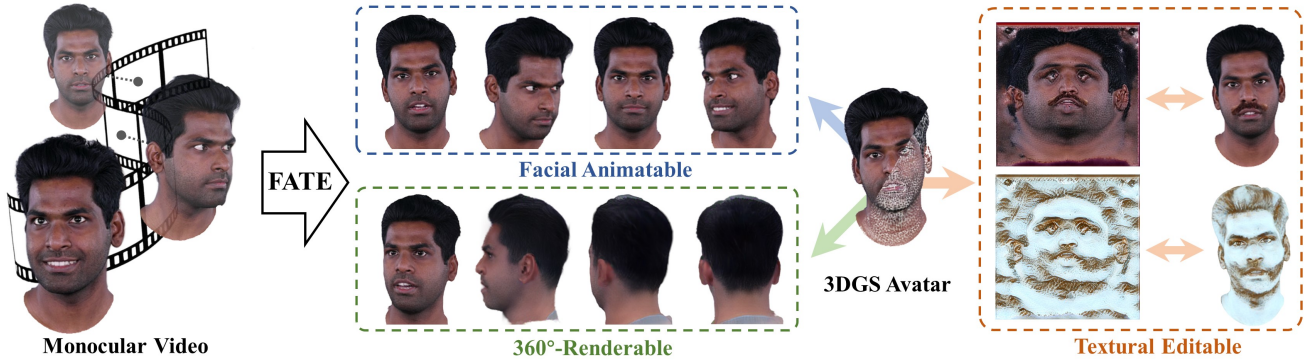 FATE
Facial Animatable
3DGS Avatar
Monocular Video
360°-Renderable
Textural Editable